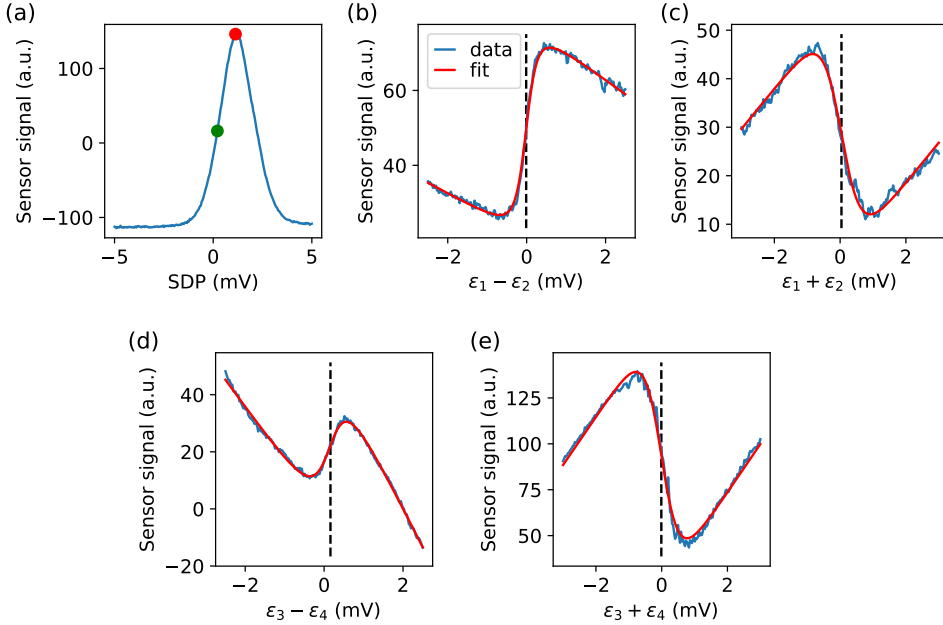 (a)
Sensor signal (a.u.)
100
0
−100
−5
0
5
SDP (mV)
(b)
Sensor signal (a.u.)
60
40
−2
0
2
ε₁ − ε₂ (mV)
data
fit
(c)
Sensor signal (a.u.)
50
40
30
20
10
−2
0
2
ε₁ + ε₂ (mV)
(d)
Sensor signal (a.u.)
40
20
0
−20
−2
0
2
ε₃ − ε₄ (mV)
(e)
Sensor signal (a.u.)
125
100
75
50
−2
0
2
ε₃ + ε₄ (mV)